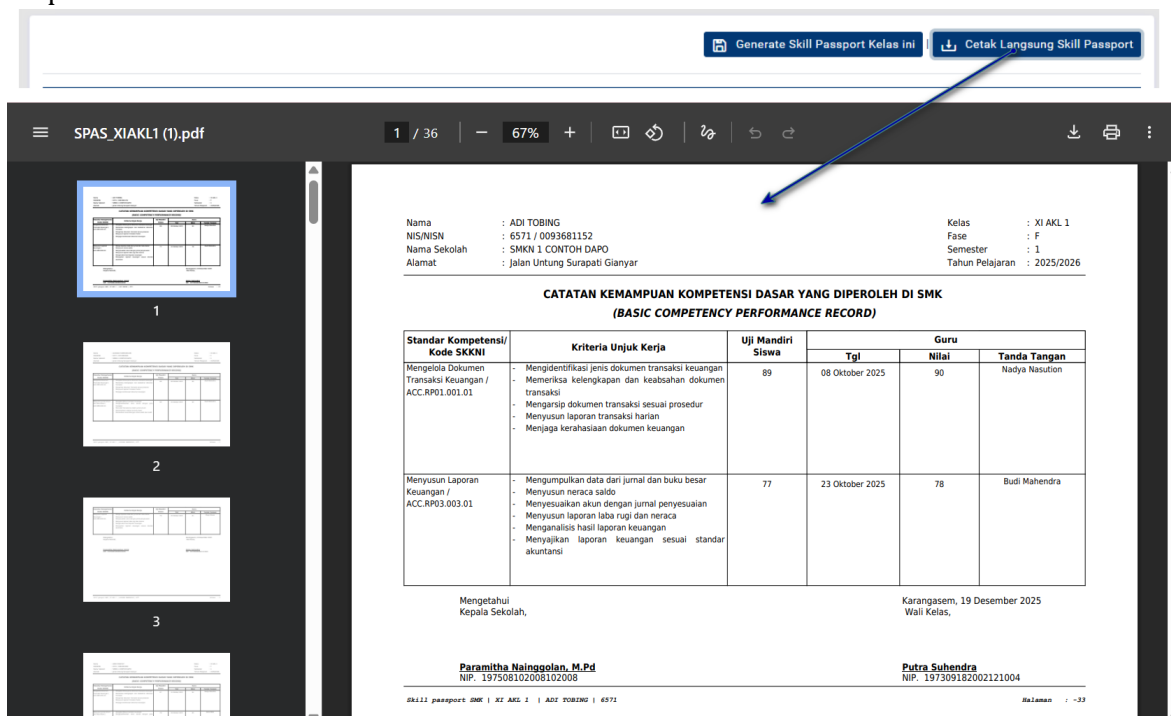 Generate Skill Passport Kelas ini | Cetak Langsung Skill Passport
SPAS_XIAKL1 (1).pdf 1 / 36 67%
1
2
3
Nama : ADI TOBING Kelas : XI AKL 1
NIS/NISN : 6571 / 0093681152 Fase : F
Nama Sekolah : SMKN 1 CONTOH DAPO Semester : 1
Alamat : Jalan Untung Surapati Gianyar Tahun Pelajaran : 2025/2026
CATATAN KEMAMPUAN KOMPETENSI DASAR YANG DIPEROLEH DI SMK
(BASIC COMPETENCY PERFORMANCE RECORD)
Standar Kompetensi/ Kode SKKNI Kriteria Unjuk Kerja Uji Mandiri Siswa Guru
Tgl Nilai Tanda Tangan
Mengelola Dokumen Transaksi Keuangan / ACC.RP01.001.01
- Mengidentifikasi jenis dokumen transaksi keuangan
- Memeriksa kelengkapan dan keabsahan dokumen
transaksi
- Mengarsip dokumen transaksi sesuai prosedur
- Menyusun laporan transaksi harian
- Menjaga kerahasiaan dokumen keuangan
89 08 Oktober 2025 90 Nadya Nasution
Menyusun Laporan Keuangan / ACC.RP03.003.01
- Mengumpulkan data dari jurnal dan buku besar
- Menyusun neraca saldo
- Menyesuaikan akun dengan jurnal penyesuaian
- Menyusun laporan laba rugi dan neraca
- Menganalisis hasil laporan keuangan
- Menyajikan laporan keuangan sesuai standar
akuntansi
77 23 Oktober 2025 78 Budi Mahendra
Mengetahui Karangasem, 19 Desember 2025
Kepala Sekolah, Wali Kelas,
Paramitha Nainggolan, M.Pd Putra Suhendra
NIP. 197508102008102008 NIP. 197309182002121004
Skill passport SMK | XI AKL 1 | ADI TOBING | 6571 Halaman : -33